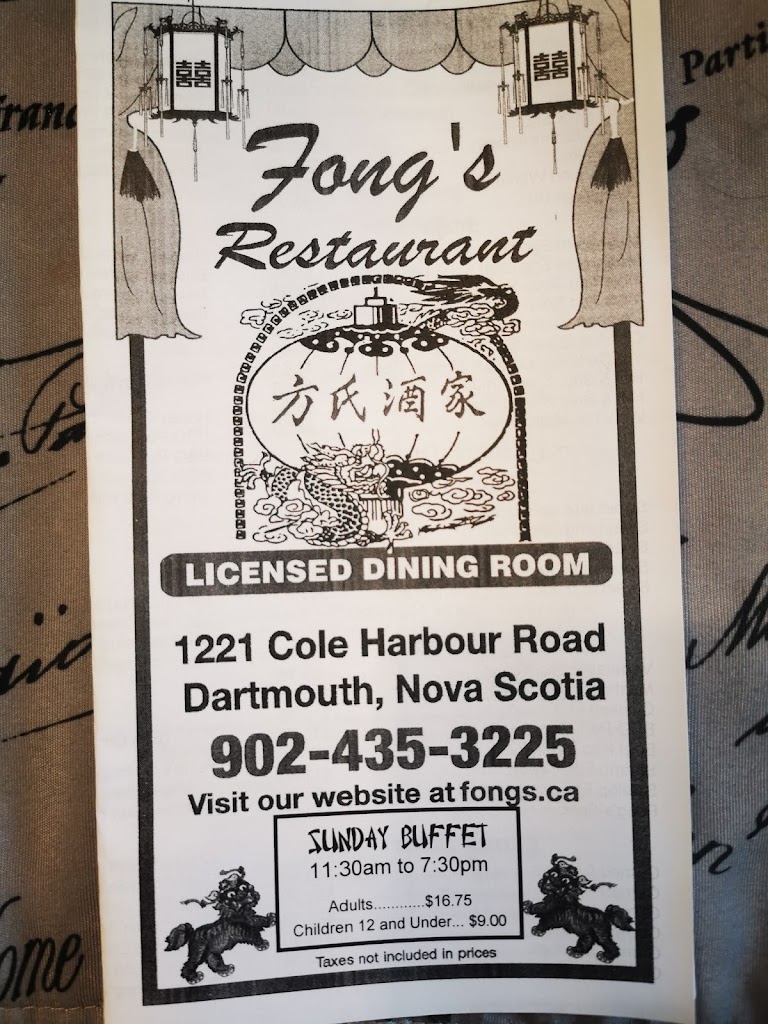 囍 囍
Parti
Fong's
Restaurant
方氏酒家
LICENSED DINING ROOM
1221 Cole Harbour Road
Dartmouth, Nova Scotia
902-435-3225
Visit our website at fongs.ca
SUNDAY BUFFET
11:30am to 7:30pm
Adults............$16.75
Children 12 and Under... $9.00
Taxes not included in prices
ome